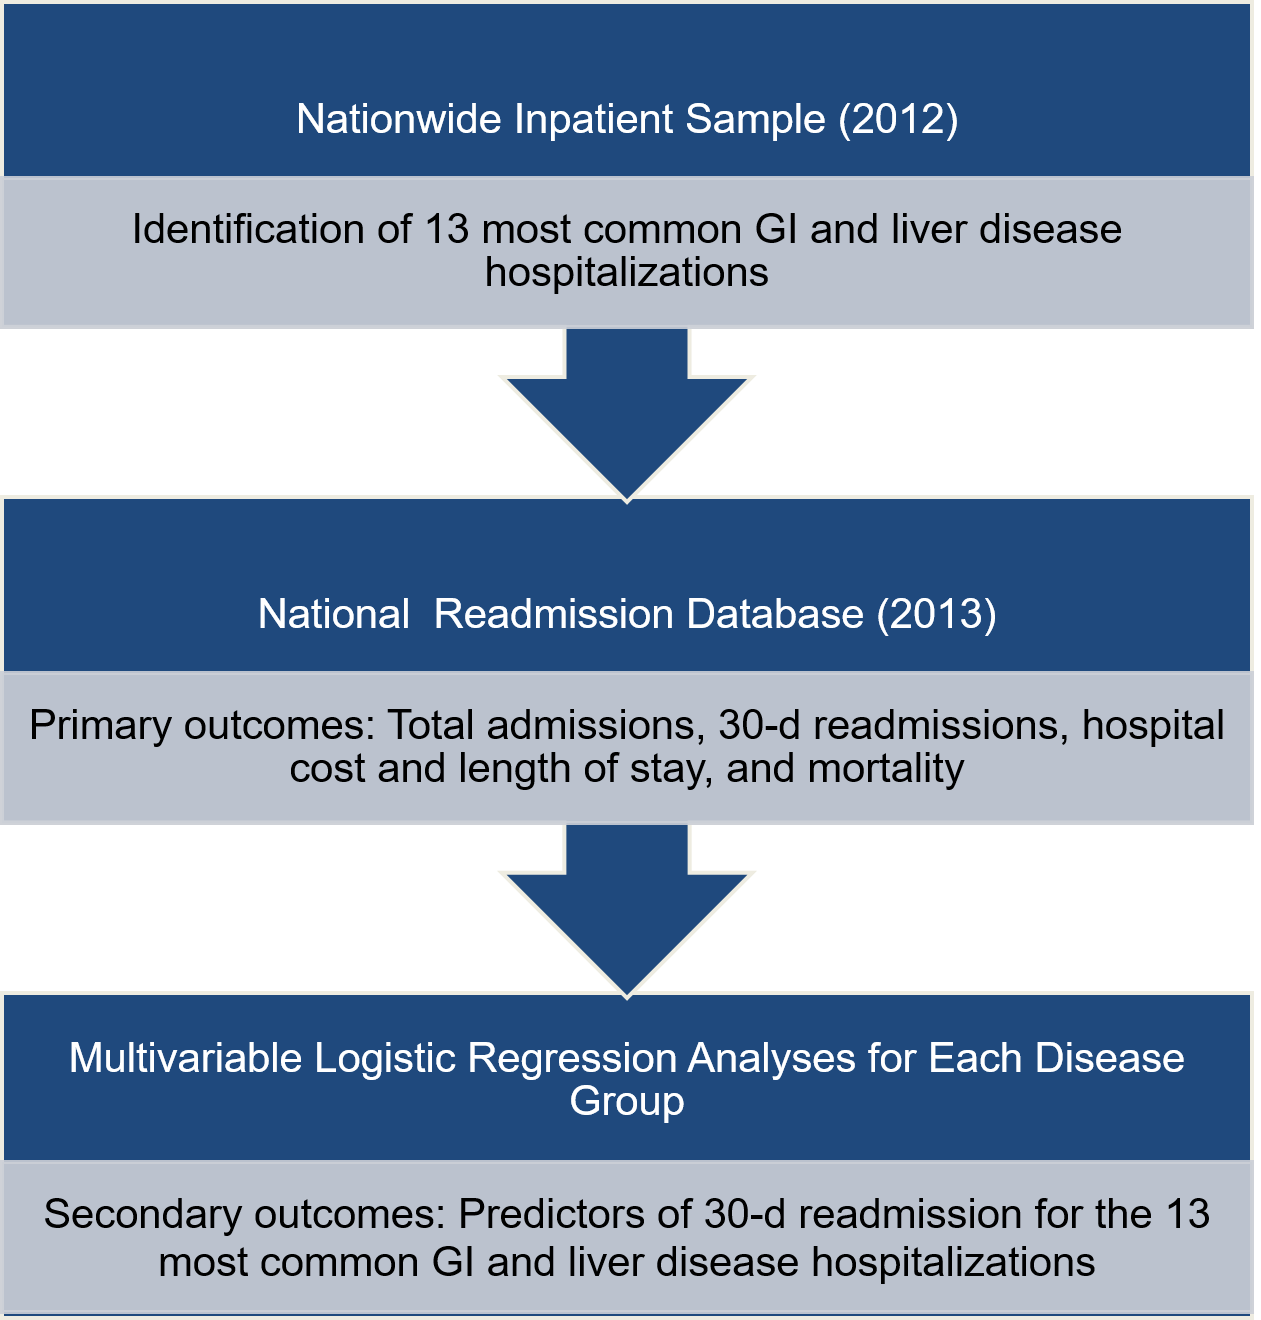 Nationwide Inpatient Sample (2012)
Identification of 13 most common GI and liver disease
hospitalizations
National  Readmission Database (2013)
Primary outcomes: Total admissions, 30-d readmissions, hospital
cost and length of stay, and mortality
Multivariable Logistic Regression Analyses for Each Disease
Group
Secondary outcomes: Predictors of 30-d readmission for the 13
most common GI and liver disease hospitalizations